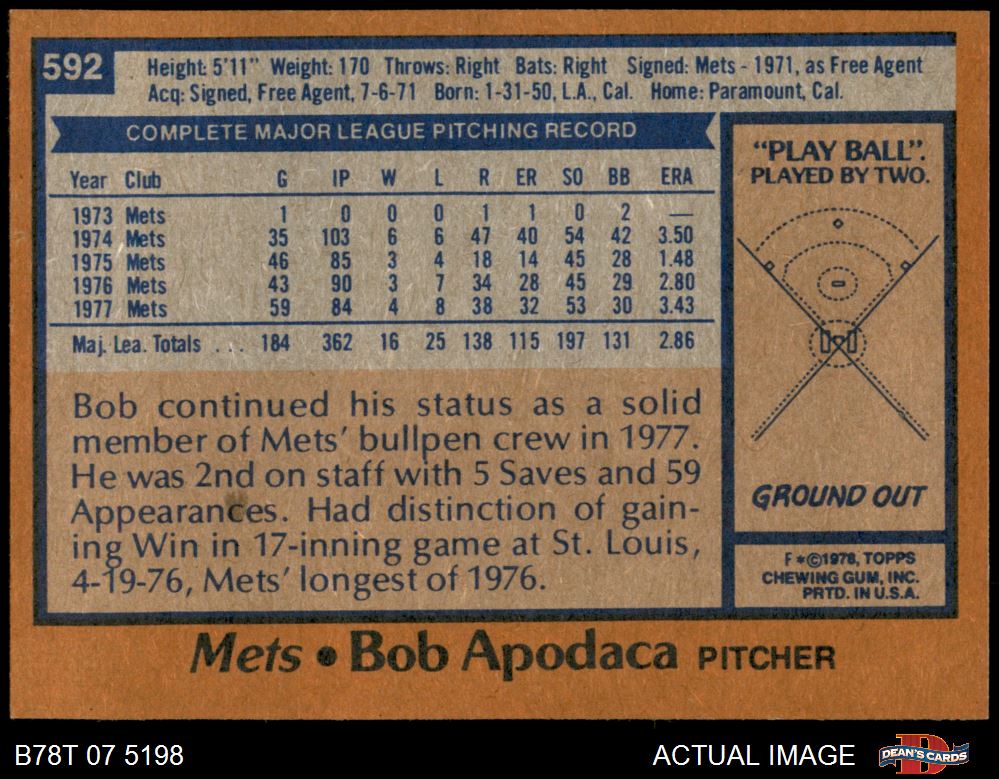 592
Height: 5'11" Weight: 170 Throws: Right Bats: Right Signed: Mets - 1971, as Free Agent
Acq: Signed, Free Agent, 7-6-71 Born: 1-31-50, L.A., Cal. Home: Paramount, Cal.
COMPLETE MAJOR LEAGUE PITCHING RECORD
Year Club G IP W L R ER SO BB ERA
1973 Mets 1 0 0 0 1 1 0 2 —
1974 Mets 35 103 6 6 47 40 54 42 3.50
1975 Mets 46 85 3 4 18 14 45 28 1.48
1976 Mets 43 90 3 7 34 28 45 29 2.80
1977 Mets 59 84 4 8 38 32 53 30 3.43
Maj. Lea. Totals . . . 184 362 16 25 138 115 197 131 2.86
Bob continued his status as a solid
member of Mets' bullpen crew in 1977.
He was 2nd on staff with 5 Saves and 59
Appearances. Had distinction of gain-
ing Win in 17-inning game at St. Louis,
4-19-76, Mets' longest of 1976.
"PLAY BALL".
PLAYED BY TWO.
GROUND OUT
F*©1978, TOPPS
CHEWING GUM, INC.
PRTD. IN U.S.A.
Mets • Bob Apodaca PITCHER
B78T 07 5198
ACTUAL IMAGE
DEAN'S CARDS